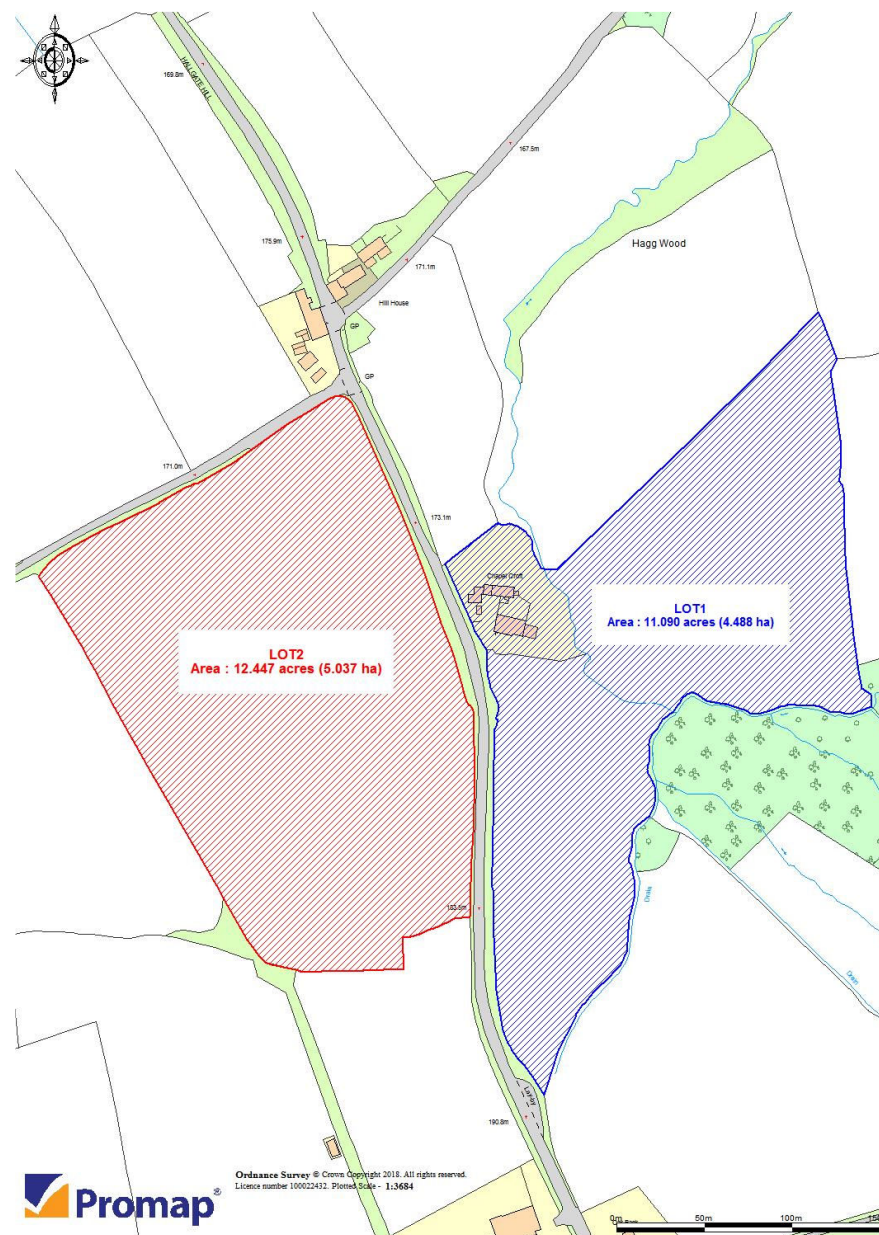 169.8m
HALLGATE HILL
167.5m
175.9m
171.1m
Hagg Wood
Hill House
GP
GP
171.0m
173.1m
Chapel Croft
LOT1
Area : 11.090 acres (4.488 ha)
LOT2
Area : 12.447 acres (5.037 ha)
Drain
Drain
Lay-by
190.8m
Ordnance Survey © Crown Copyright 2018. All rights reserved.
Licence number 100022432. Plotted Scale - 1:3684
Promap®
0m
50m
100m